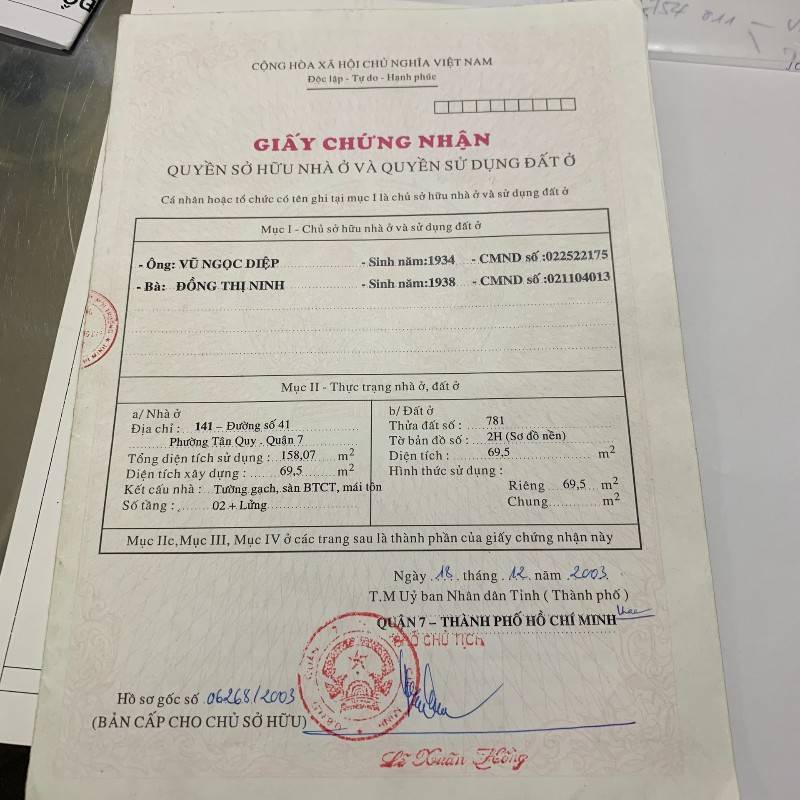 CỘNG HÒA XÃ HỘI CHỦ NGHĨA VIỆT NAM
Độc lập - Tự do - Hạnh phúc
GIẤY CHỨNG NHẬN
QUYỀN SỞ HỮU NHÀ Ở VÀ QUYỀN SỬ DỤNG ĐẤT Ở
Cá nhân hoặc tổ chức có tên ghi tại mục I là chủ sở hữu nhà ở và sử dụng đất ở
Mục I - Chủ sở hữu nhà ở và sử dụng đất ở
- Ông: VŨ NGỌC DIỆP - Sinh năm:1934 - CMND số :022522175
- Bà: ĐỒNG THỊ NINH - Sinh năm:1938 - CMND số :021104013
Mục II - Thực trạng nhà ở, đất ở
a/ Nhà ở
Địa chỉ : 141 – Đường số 41
Phường Tân Quy . Quận 7
Tổng diện tích sử dụng : 158,07 m2
Diện tích xây dựng : 69,5 m2
Kết cấu nhà : Tường gạch, sàn BTCT, mái tôn
Số tầng : 02 + Lửng
b/ Đất ở
Thửa đất số : 781
Tờ bản đồ số : 2H (Sơ đồ nền)
Diện tích : 69,5 m2
Hình thức sử dụng :
Riêng 69,5 m2
Chung m2
Mục IIc,Mục III, Mục IV ở các trang sau là thành phần của giấy chứng nhận này
Ngày 18 tháng 12 năm 2003
T.M Uỷ ban Nhân dân Tỉnh ( Thành phố )
QUẬN 7 – THÀNH PHỐ HỒ CHÍ MINH
PHÓ CHỦ TỊCH
Hồ sơ gốc số 06268/2003
(BẢN CẤP CHO CHỦ SỞ HỮU)
Lê Xuân Hồng